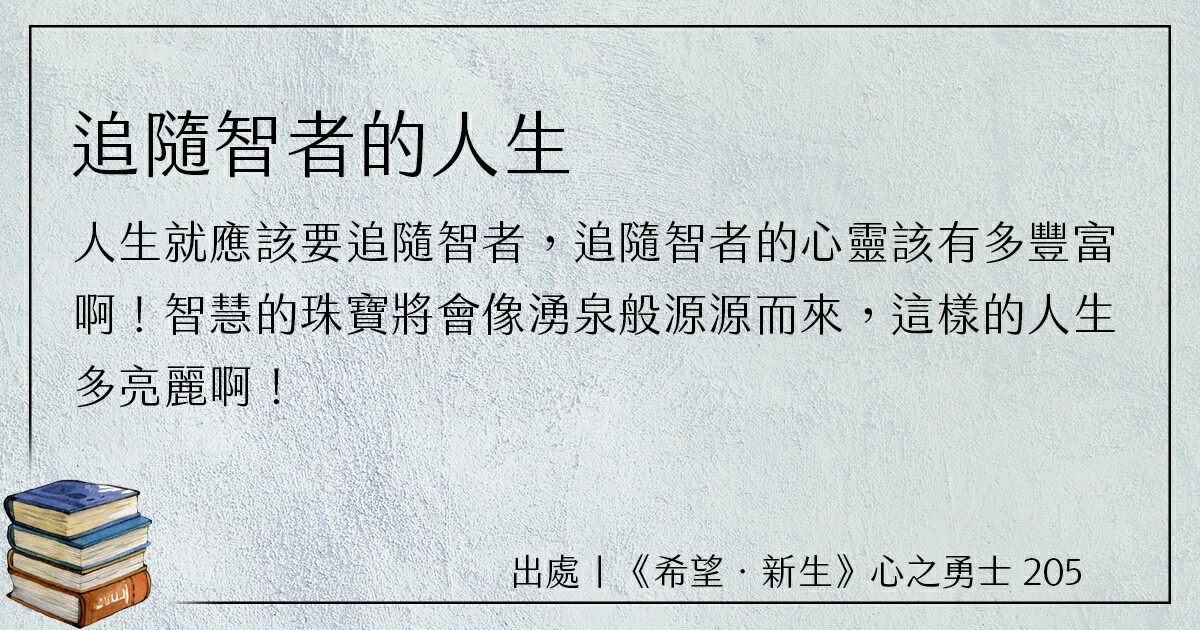 追隨智者的人生
人生就應該要追隨智者，追隨智者的心靈該有多豐富
啊！智慧的珠寶將會像湧泉般源源而來，這樣的人生
多亮麗啊！
出處｜《希望．新生》心之勇士 205